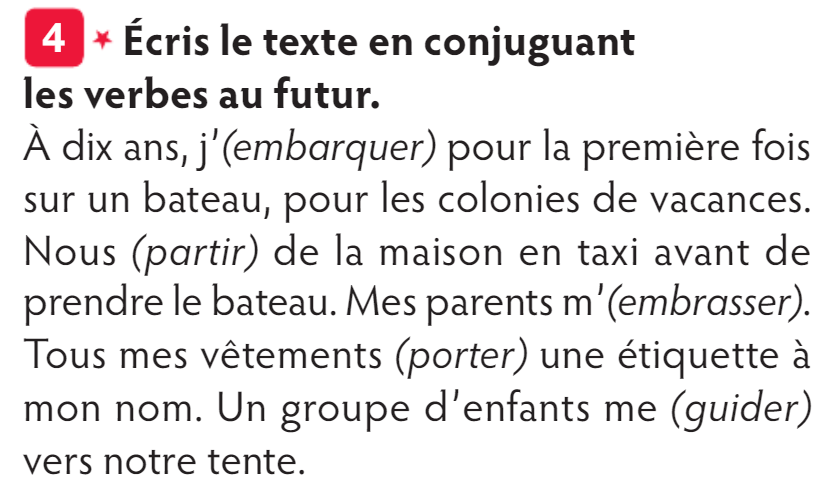 4 * Écris le texte en conjuguant
les verbes au futur.
À dix ans, j'(embarquer) pour la première fois
sur un bateau, pour les colonies de vacances.
Nous (partir) de la maison en taxi avant de
prendre le bateau. Mes parents m'(embrasser).
Tous mes vêtements (porter) une étiquette à
mon nom. Un groupe d'enfants me (guider)
vers notre tente.